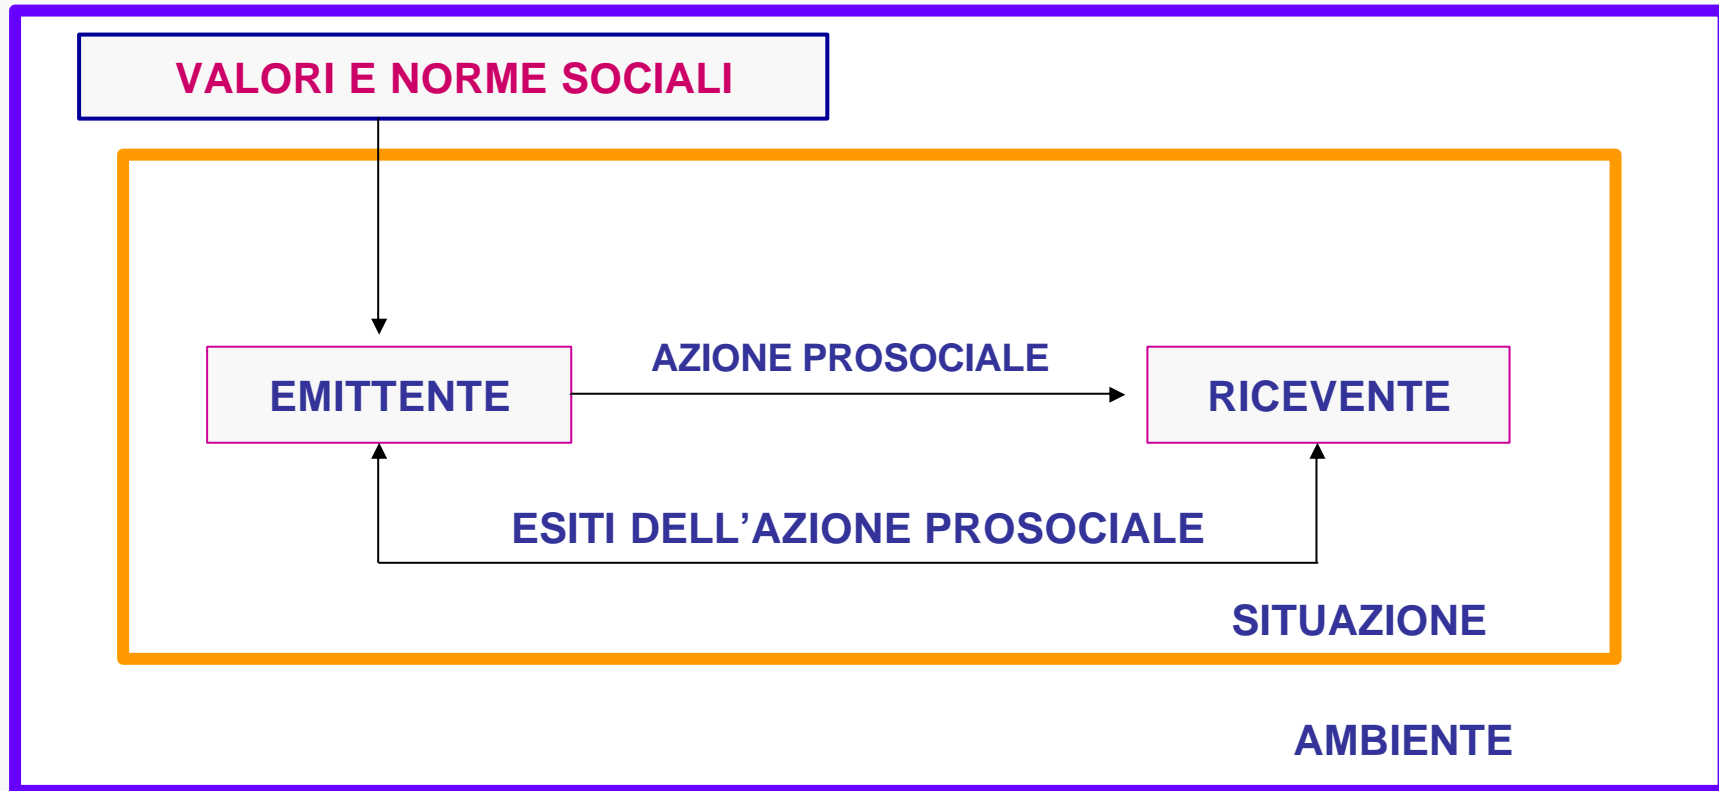 VALORI E NORME SOCIALI
AZIONE PROSOCIALE
EMITTENTE
RICEVENTE
ESITI DELL’AZIONE PROSOCIALE
SITUAZIONE
AMBIENTE